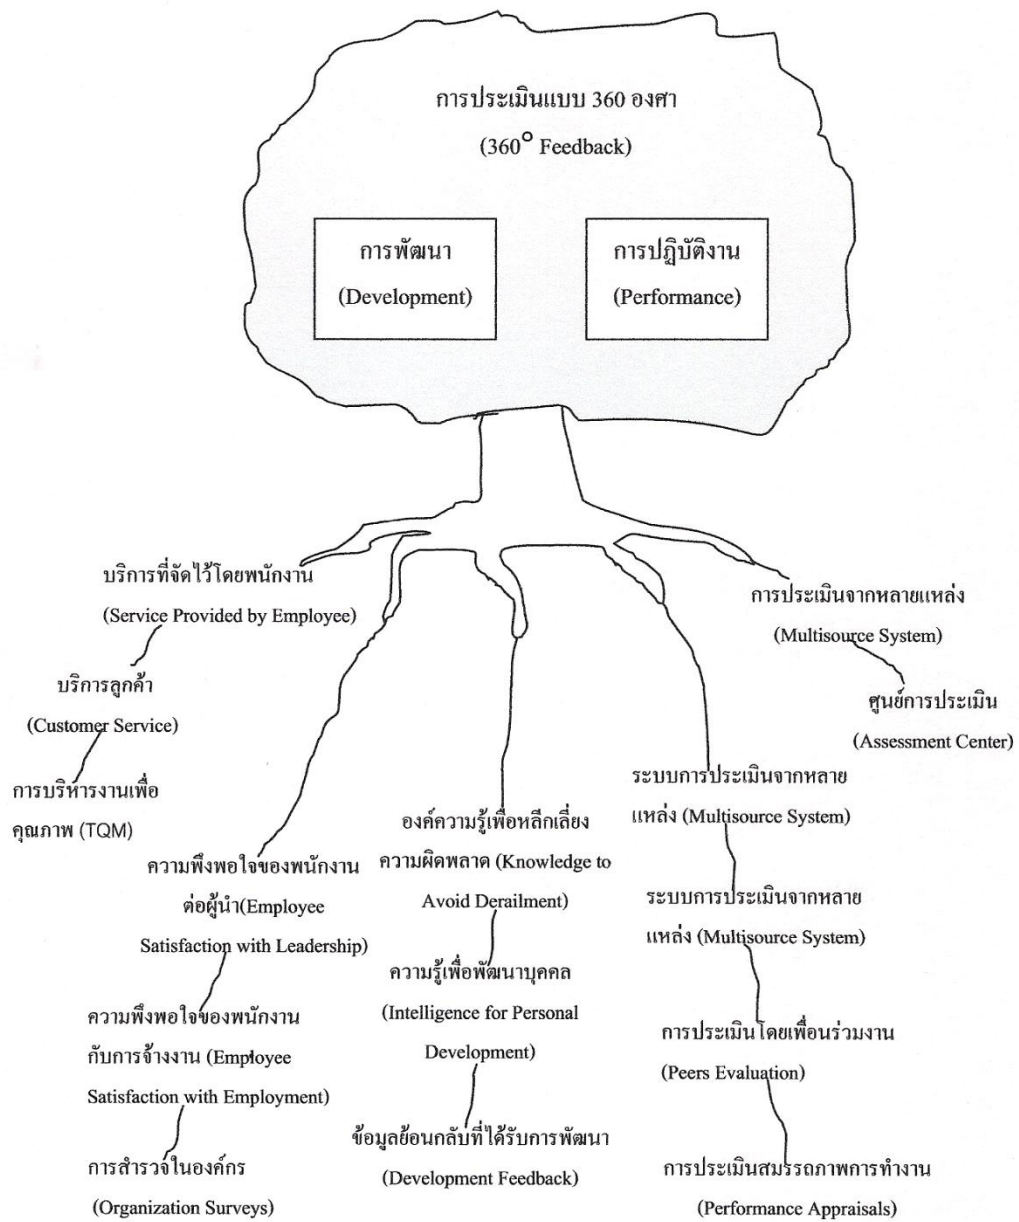 การประเมินแบบ 360 องศา
(360° Feedback)
การพัฒนา
(Development)
การปฏิบัติงาน
(Performance)
บริการที่จัดไว้โดยพนักงาน
(Service Provided by Employee)
บริการลูกค้า
(Customer Service)
การบริหารงานเพื่อ
คุณภาพ (TQM)
ความพึงพอใจของพนักงาน
ต่อผู้นำ(Employee
Satisfaction with Leadership)
ความพึงพอใจของพนักงาน
กับการจ้างงาน (Employee
Satisfaction with Employment)
การสำรวจในองค์กร
(Organization Surveys)
องค์ความรู้เพื่อหลีกเลี่ยง
ความผิดพลาด (Knowledge to
Avoid Derailment)
ความรู้เพื่อพัฒนาบุคคล
(Intelligence for Personal
Development)
ข้อมูลย้อนกลับที่ได้รับการพัฒนา
(Development Feedback)
ระบบการประเมินจากหลาย
แหล่ง (Multisource System)
ระบบการประเมินจากหลาย
แหล่ง (Multisource System)
การประเมินโดยเพื่อนร่วมงาน
(Peers Evaluation)
การประเมินสมรรถภาพการทำงาน
(Performance Appraisals)
การประเมินจากหลายแหล่ง
(Multisource System)
ศูนย์การประเมิน
(Assessment Center)